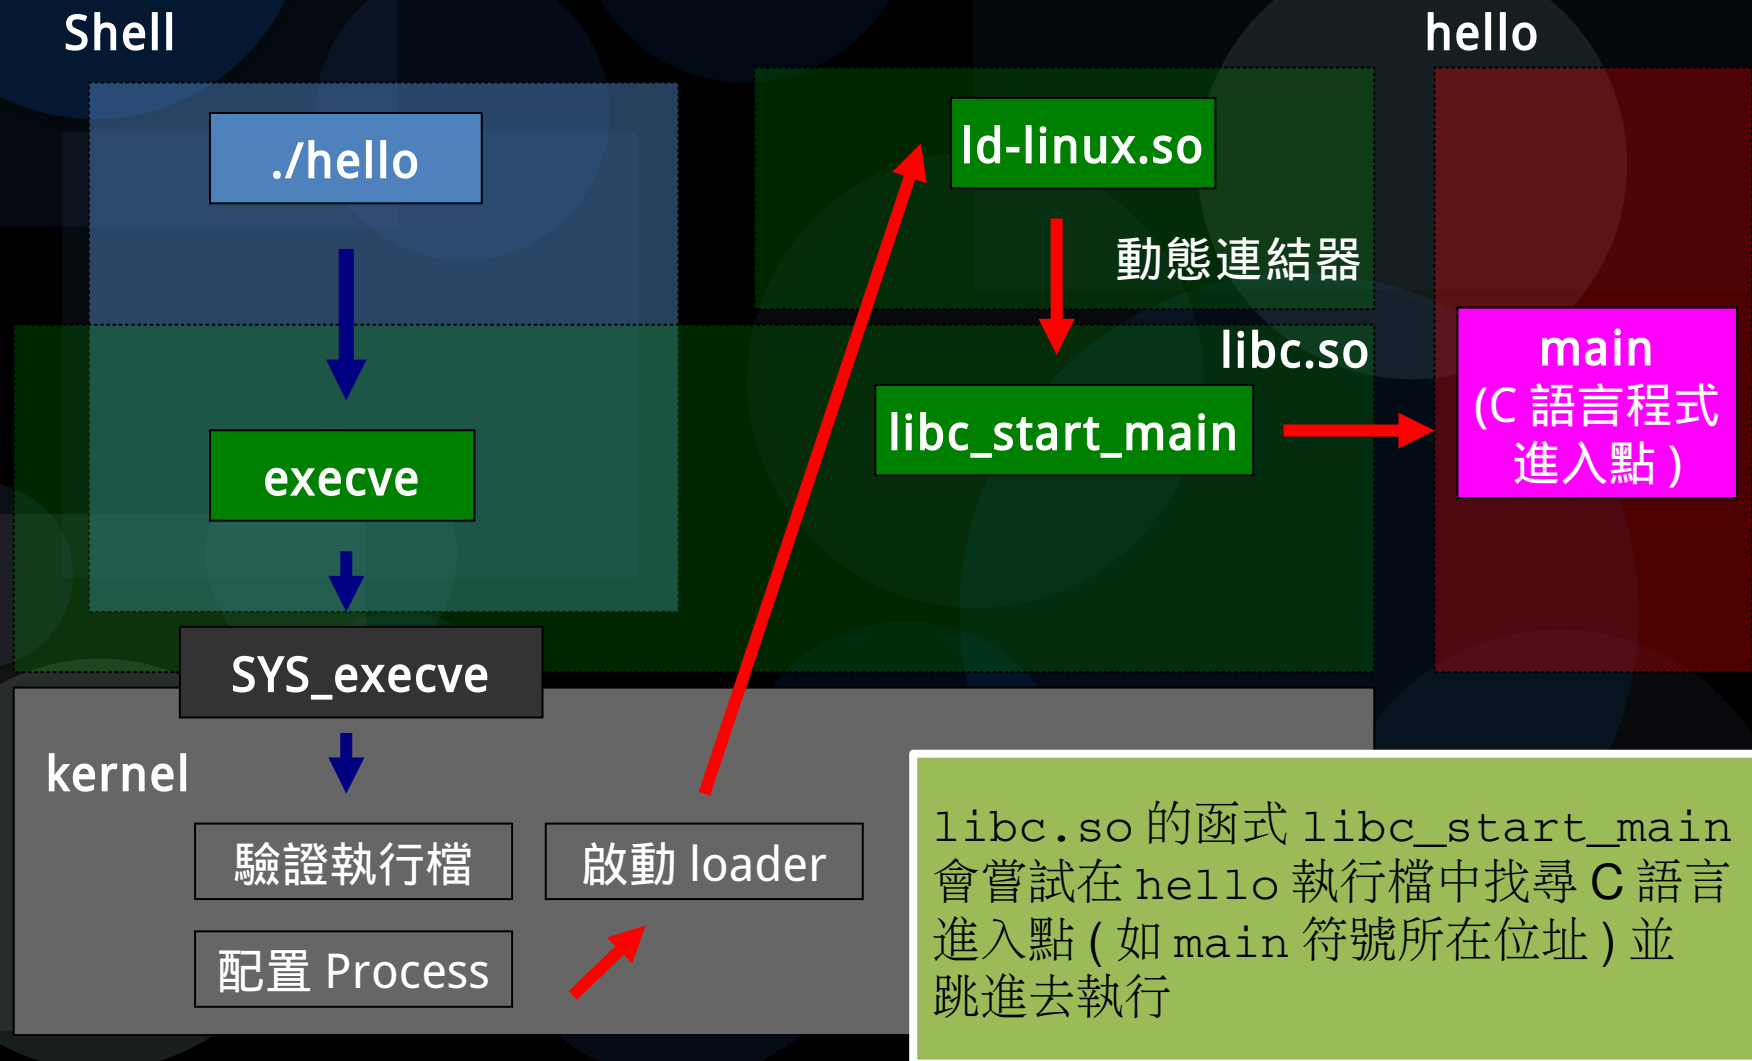 Shell
./hello
execve
SYS_execve
kernel
驗證執行檔
配置 Process
啟動 loader
ld-linux.so
動態連結器
libc.so
libc_start_main
hello
main
(C 語言程式
進入點 )
libc.so 的函式 libc_start_main
會嘗試在 hello 執行檔中找尋 C 語言
進入點 ( 如 main 符號所在位址 ) 並
跳進去執行